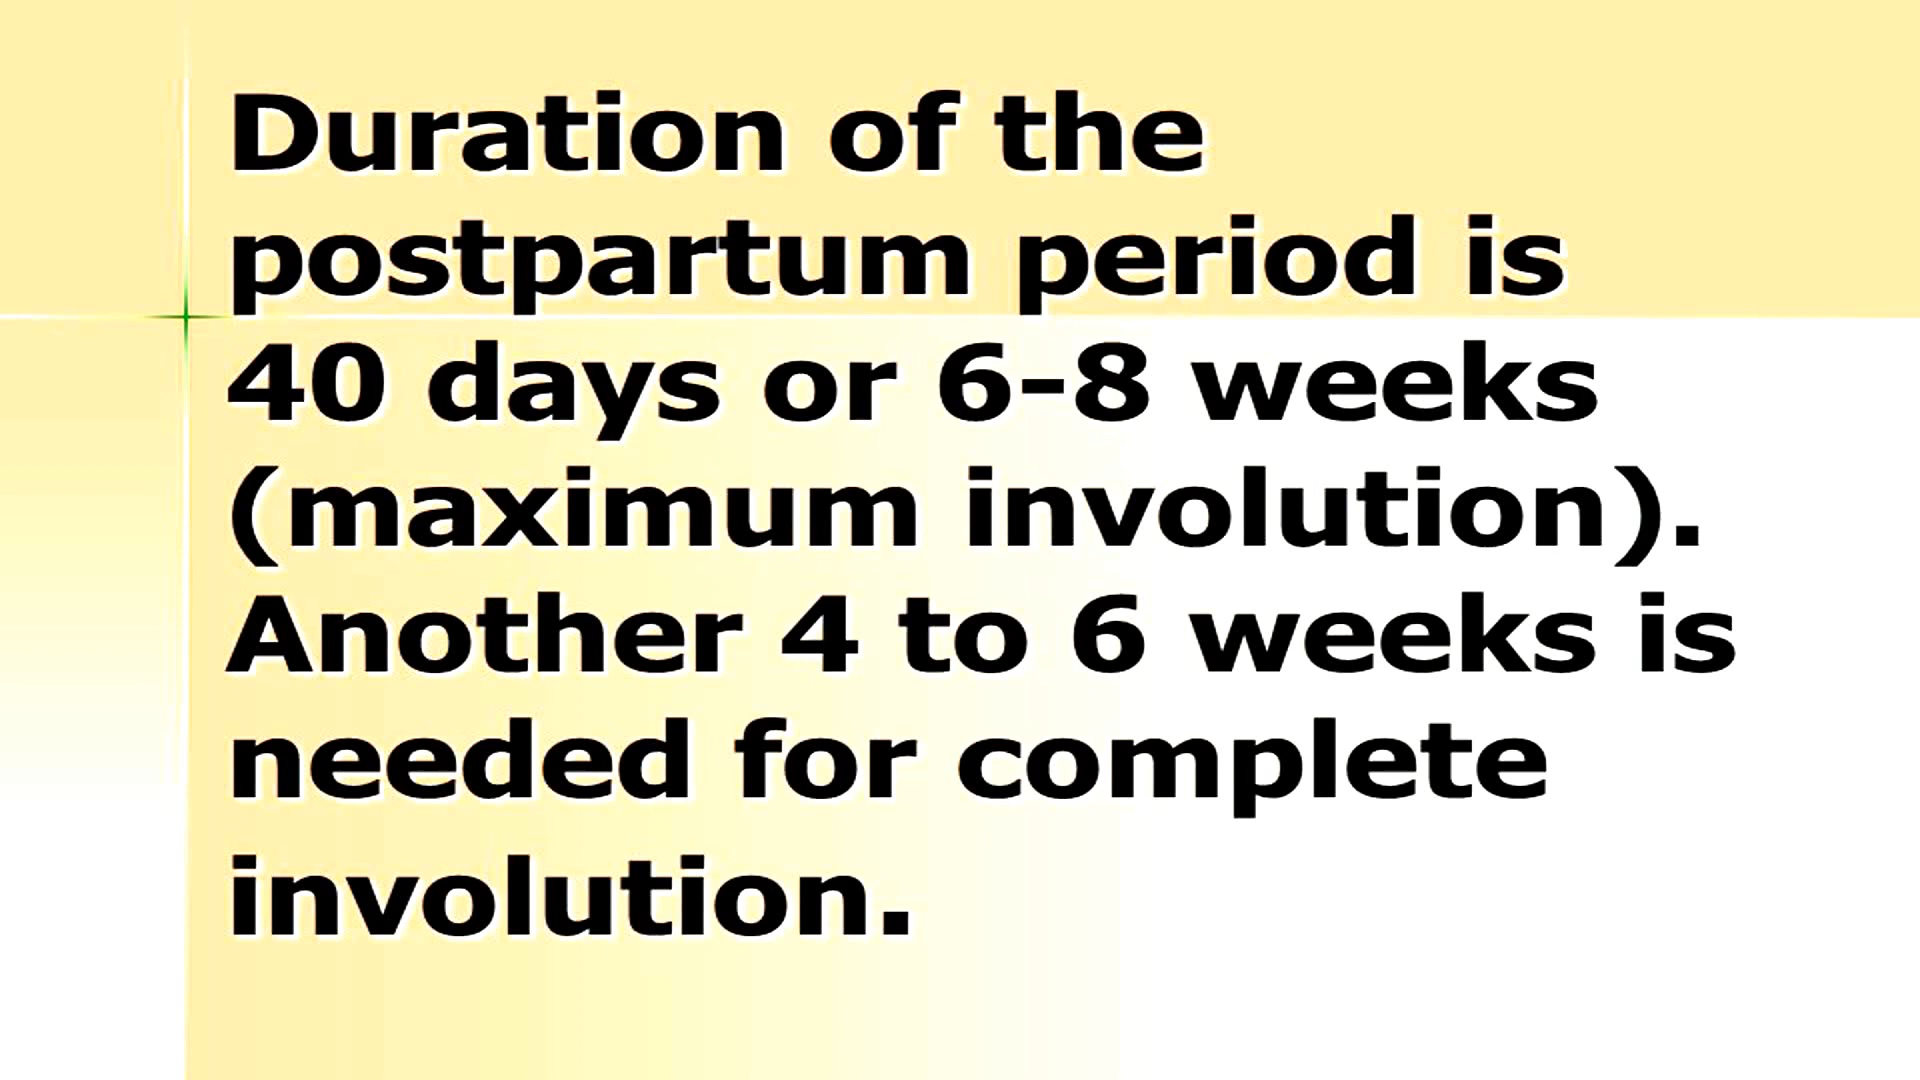 Duration of the
postpartum period is
40 days or 6-8 weeks
(maximum involution).
Another 4 to 6 weeks is
needed for complete
involution.